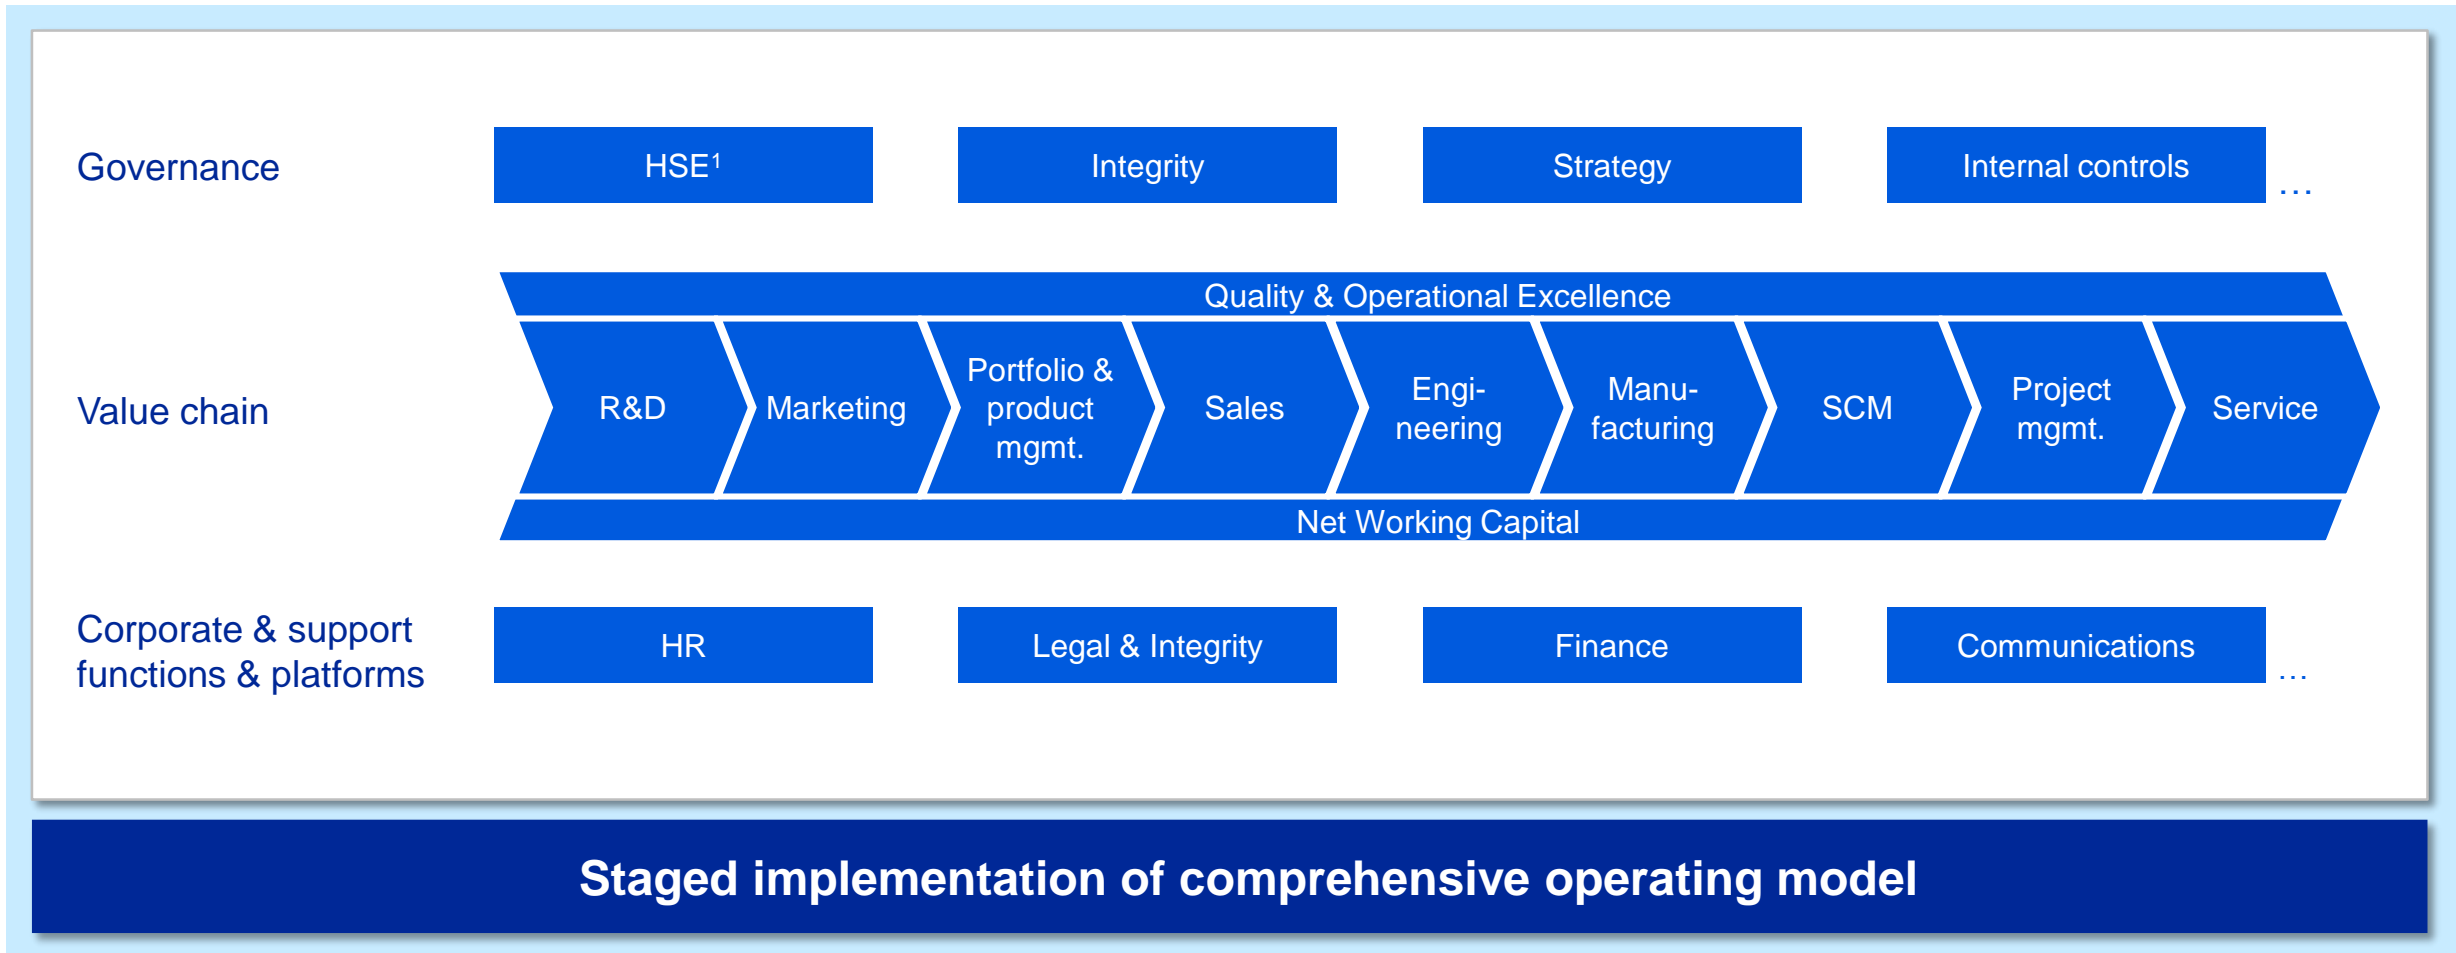 Governance
HSE¹
Integrity
Strategy
Internal controls
…
Quality & Operational Excellence
Value chain
R&D
Marketing
Portfolio &
product
mgmt.
Sales
Engi-
neering
Manu-
facturing
SCM
Project
mgmt.
Service
Net Working Capital
Corporate & support
functions & platforms
HR
Legal & Integrity
Finance
Communications
…
Staged implementation of comprehensive operating model